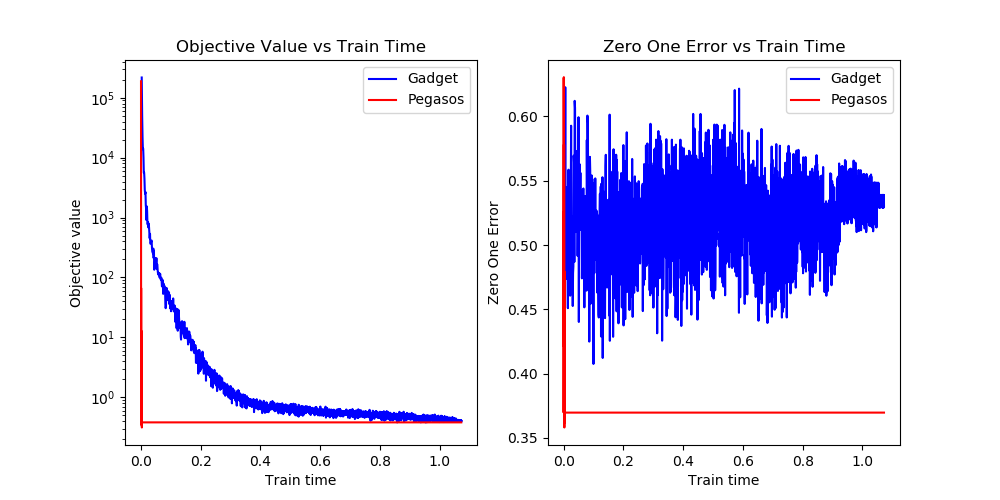 Objective Value vs Train Time
Gadget
Pegasos
10^5
10^4
10^3
10^2
10^1
10^0
Objective value
0.0 0.2 0.4 0.6 0.8 1.0
Train time
Zero One Error vs Train Time
Gadget
Pegasos
0.60
0.55
0.50
0.45
0.40
0.35
Zero One Error
0.0 0.2 0.4 0.6 0.8 1.0
Train time